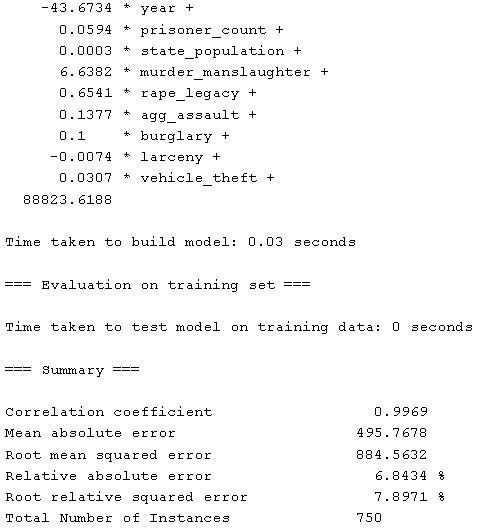 -43.6734 * year +
0.0594 * prisoner_count +
0.0003 * state_population +
6.6382 * murder_manslaughter +
0.6541 * rape_legacy +
0.1377 * agg_assault +
0.1 * burglary +
-0.0074 * larceny +
0.0307 * vehicle_theft +
88823.6188
Time taken to build model: 0.03 seconds
=== Evaluation on training set ===
Time taken to test model on training data: 0 seconds
=== Summary ===
Correlation coefficient 0.9969
Mean absolute error 495.7678
Root mean squared error 884.5632
Relative absolute error 6.8434 %
Root relative squared error 7.8971 %
Total Number of Instances 750